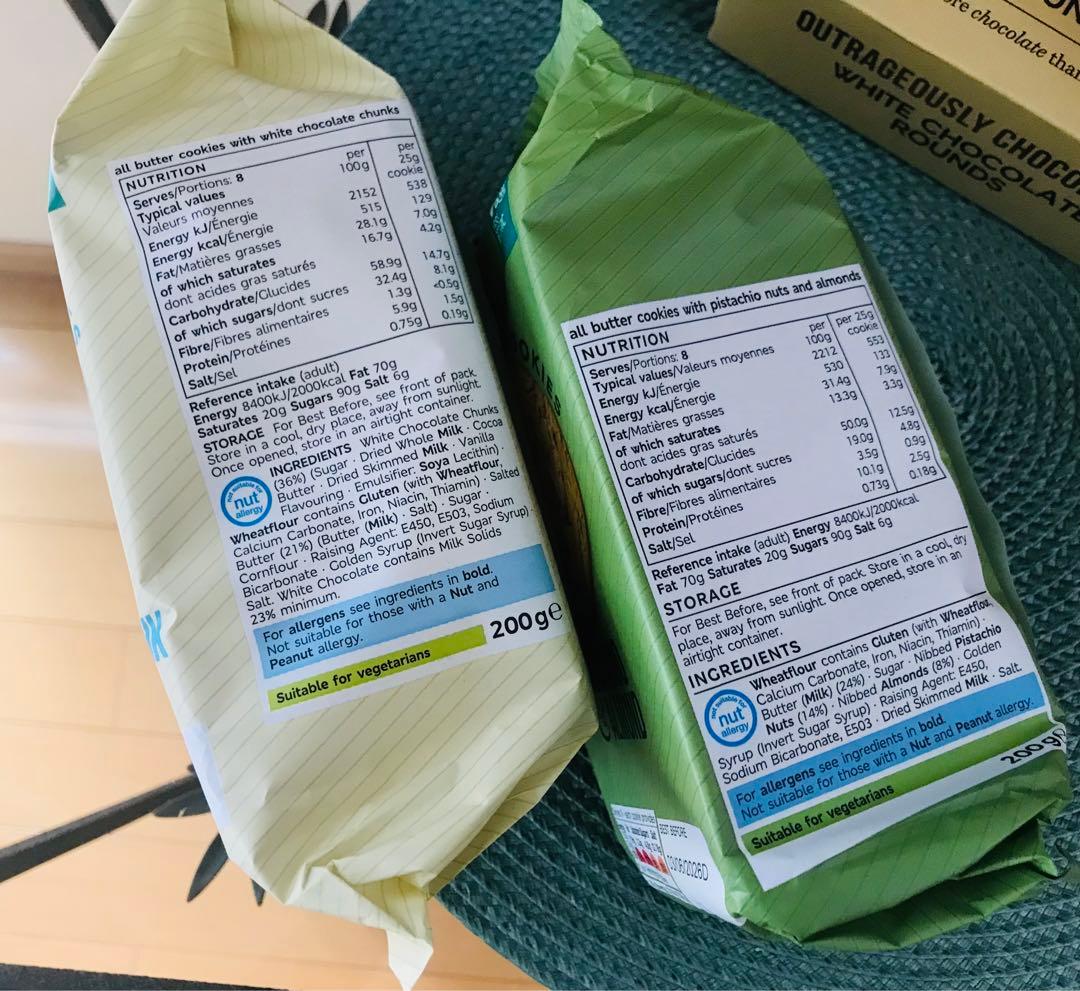 all butter cookies with white chocolate chunks
NUTRITION
Serves/Portions: 8
Typical values per per
Valeurs moyennes 100g 25g
cookie
Energy kJ/Énergie 2152 538
Energy kcal/Énergie 515 129
Fat/Matières grasses 28.1g 7.0g
of which saturates 16.7g 4.2g
dont acides gras saturés
Carbohydrate/Glucides 58.9g 14.7g
of which sugars/dont sucres 32.4g 8.1g
Fibre/Fibres alimentaires 1.3g <0.5g
Protein/Protéines 5.9g 1.5g
Salt/Sel 0.75g 0.19g
Reference intake (adult)
Energy 8400kJ/2000kcal Fat 70g
Saturates 20g Sugars 90g Salt 6g
STORAGE For Best Before, see front of pack.
Store in a cool, dry place, away from sunlight.
Once opened, store in an airtight container.
INGREDIENTS White Chocolate Chunks
(36%) (Sugar · Dried Whole Milk · Cocoa
Butter · Dried Skimmed Milk · Vanilla
Flavouring · Emulsifier: Soya Lecithin) ·
not suitable for
nut
allergy
Wheatflour contains Gluten (with Wheatflour,
Calcium Carbonate, Iron, Niacin, Thiamin) · Salted
Butter (21%) (Butter (Milk) · Salt) · Sugar ·
Cornflour · Raising Agent: E450, E503, Sodium
Bicarbonate · Golden Syrup (Invert Sugar Syrup) ·
Salt. White Chocolate contains Milk Solids
23% minimum.
For allergens see ingredients in bold.
Not suitable for those with a Nut and
Peanut allergy.
Suitable for vegetarians
200g e
all butter cookies with pistachio nuts and almonds
NUTRITION
Serves/Portions: 8 per per 25g
Typical values/Valeurs moyennes 100g cookie
Energy kJ/Énergie 2212 553
Energy kcal/Énergie 530 133
Fat/Matières grasses 31.4g 7.9g
of which saturates 13.3g 3.3g
dont acides gras saturés
Carbohydrate/Glucides 50.0g 12.5g
of which sugars/dont sucres 19.0g 4.8g
Fibre/Fibres alimentaires 3.5g 0.9g
Protein/Protéines 10.1g 2.5g
Salt/Sel 0.73g 0.18g
Reference intake (adult) Energy 8400kJ/2000kcal
Fat 70g Saturates 20g Sugars 90g Salt 6g
STORAGE
For Best Before, see front of pack. Store in a cool, dry
place, away from sunlight. Once opened, store in an
airtight container.
INGREDIENTS
Wheatflour contains Gluten (with Wheatflour,
Calcium Carbonate, Iron, Niacin, Thiamin) ·
Butter (Milk) (24%) · Sugar · Nibbed Pistachio
Nuts (14%) · Nibbed Almonds (8%) · Golden
not suitable for
nut
allergy
Syrup (Invert Sugar Syrup) · Raising Agent: E450,
Sodium Bicarbonate, E503 · Dried Skimmed Milk · Salt.
For allergens see ingredients in bold.
Not suitable for those with a Nut and Peanut allergy.
Suitable for vegetarians
200g e
BEST BEFORE
OUTRAGEOUSLY CHOCO
WHITE CHOCOLATE
ROUNDS
chocolate than